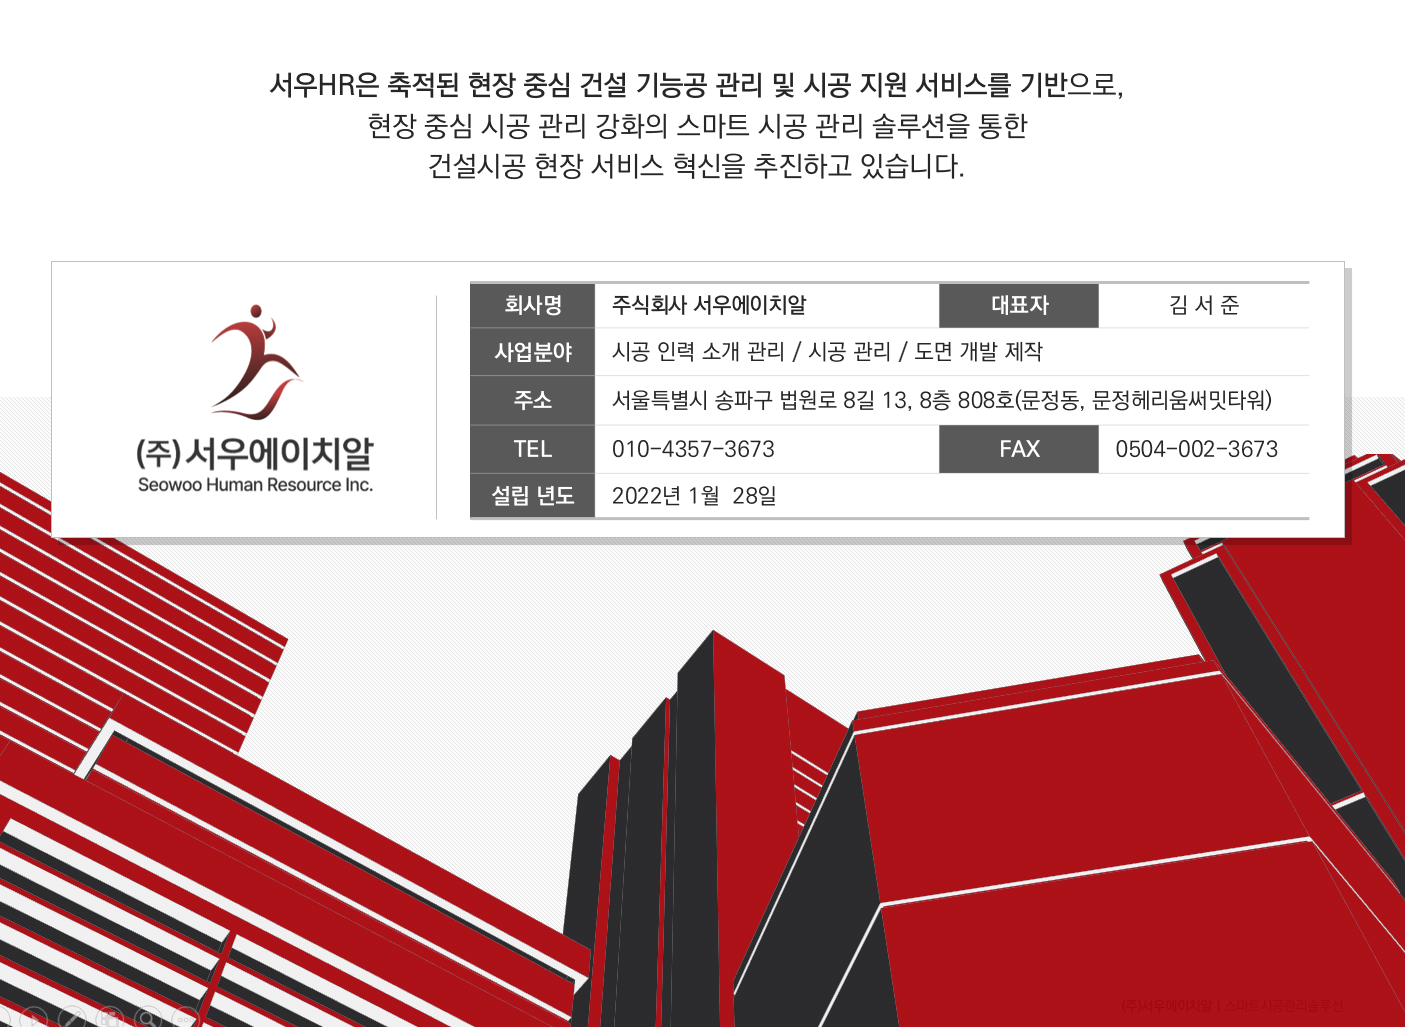 서우HR은 축적된 현장 중심 건설 기능공 관리 및 시공 지원 서비스를 기반으로,
현장 중심 시공 관리 강화의 스마트 시공 관리 솔루션을 통한
건설시공 현장 서비스 혁신을 추진하고 있습니다.
(주)서우에이치알
Seowoo Human Resource Inc.
회사명 주식회사 서우에이치알 대표자 김 서 준
사업분야 시공 인력 소개 관리 / 시공 관리 / 도면 개발 제작
주소 서울특별시 송파구 법원로 8길 13, 8층 808호(문정동, 문정헤리움써밋타워)
TEL 010-4357-3673 FAX 0504-002-3673
설립 년도 2022년 1월 28일
(주)서우에이치알 | 스마트시공관리솔루션